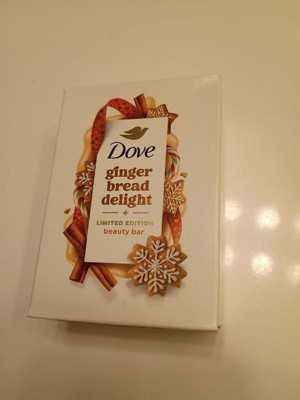 Dove
ginger
bread
delight
LIMITED EDITION
beauty bar